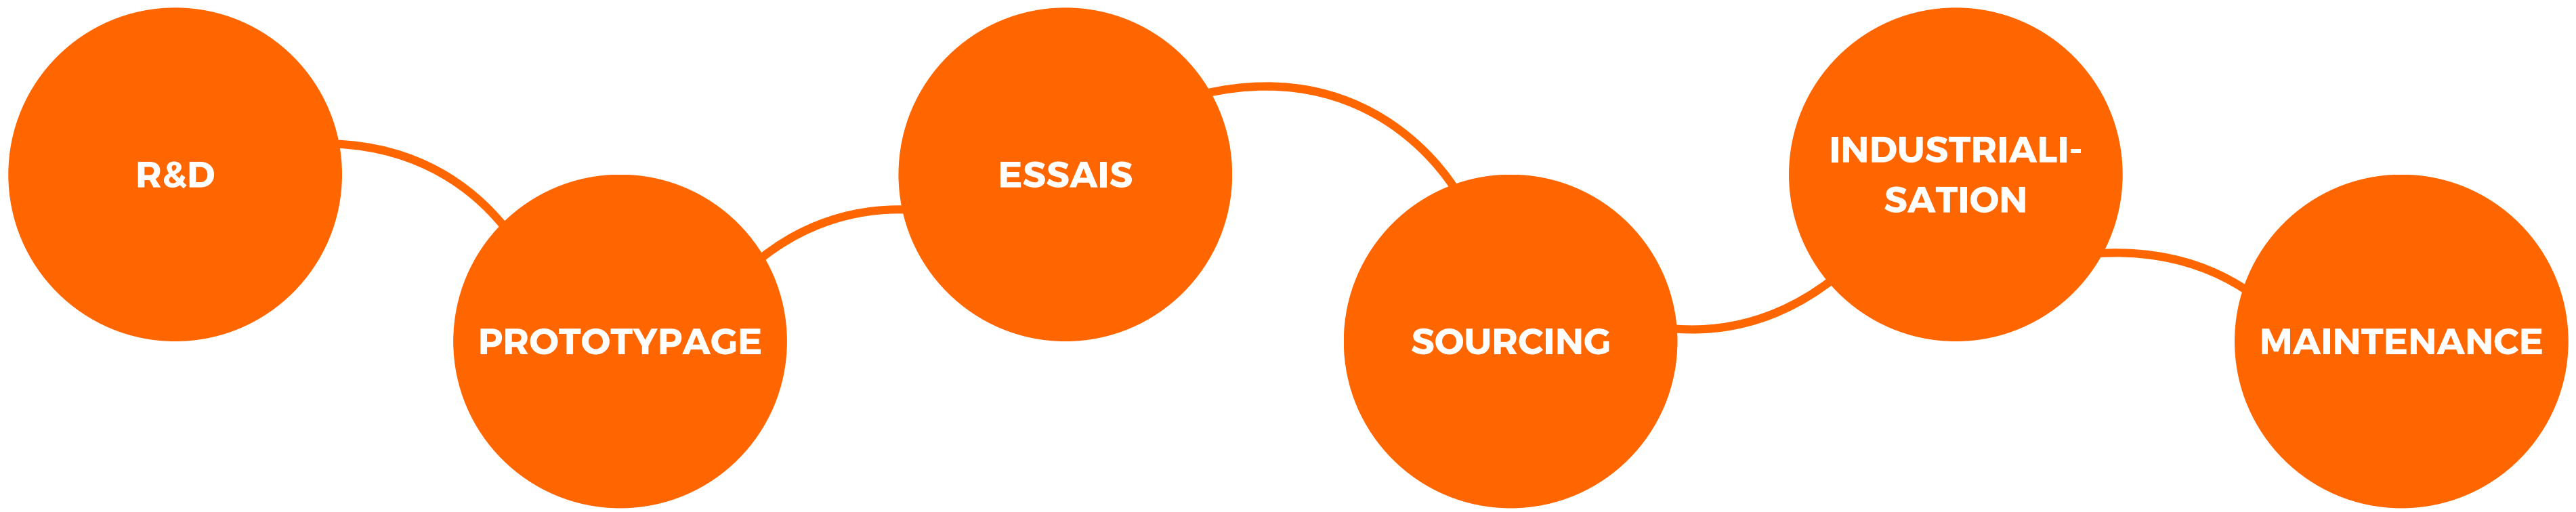 R&D
PROTOTYPAGE
ESSAIS
SOURCING
INDUSTRIALI-
SATION
MAINTENANCE